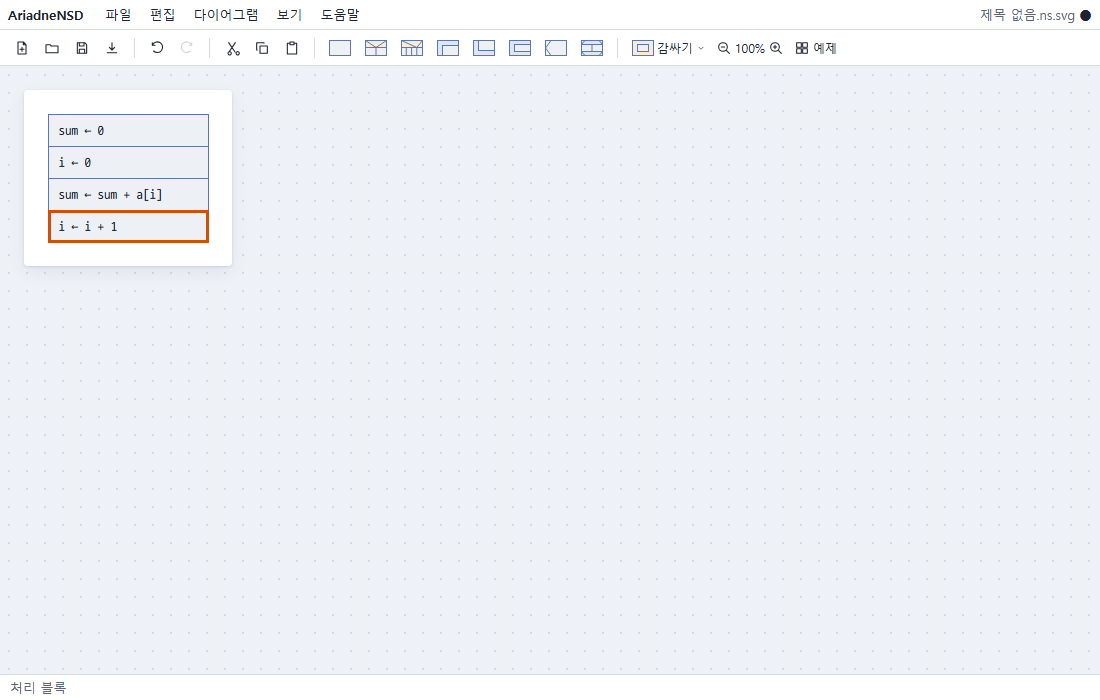 AriadneNSD 파일 편집 다이어그램 보기 도움말 제목 없음.ns.svg
감싸기 100% 예제
sum ← 0
i ← 0
sum ← sum + a[i]
i ← i + 1
처리 블록